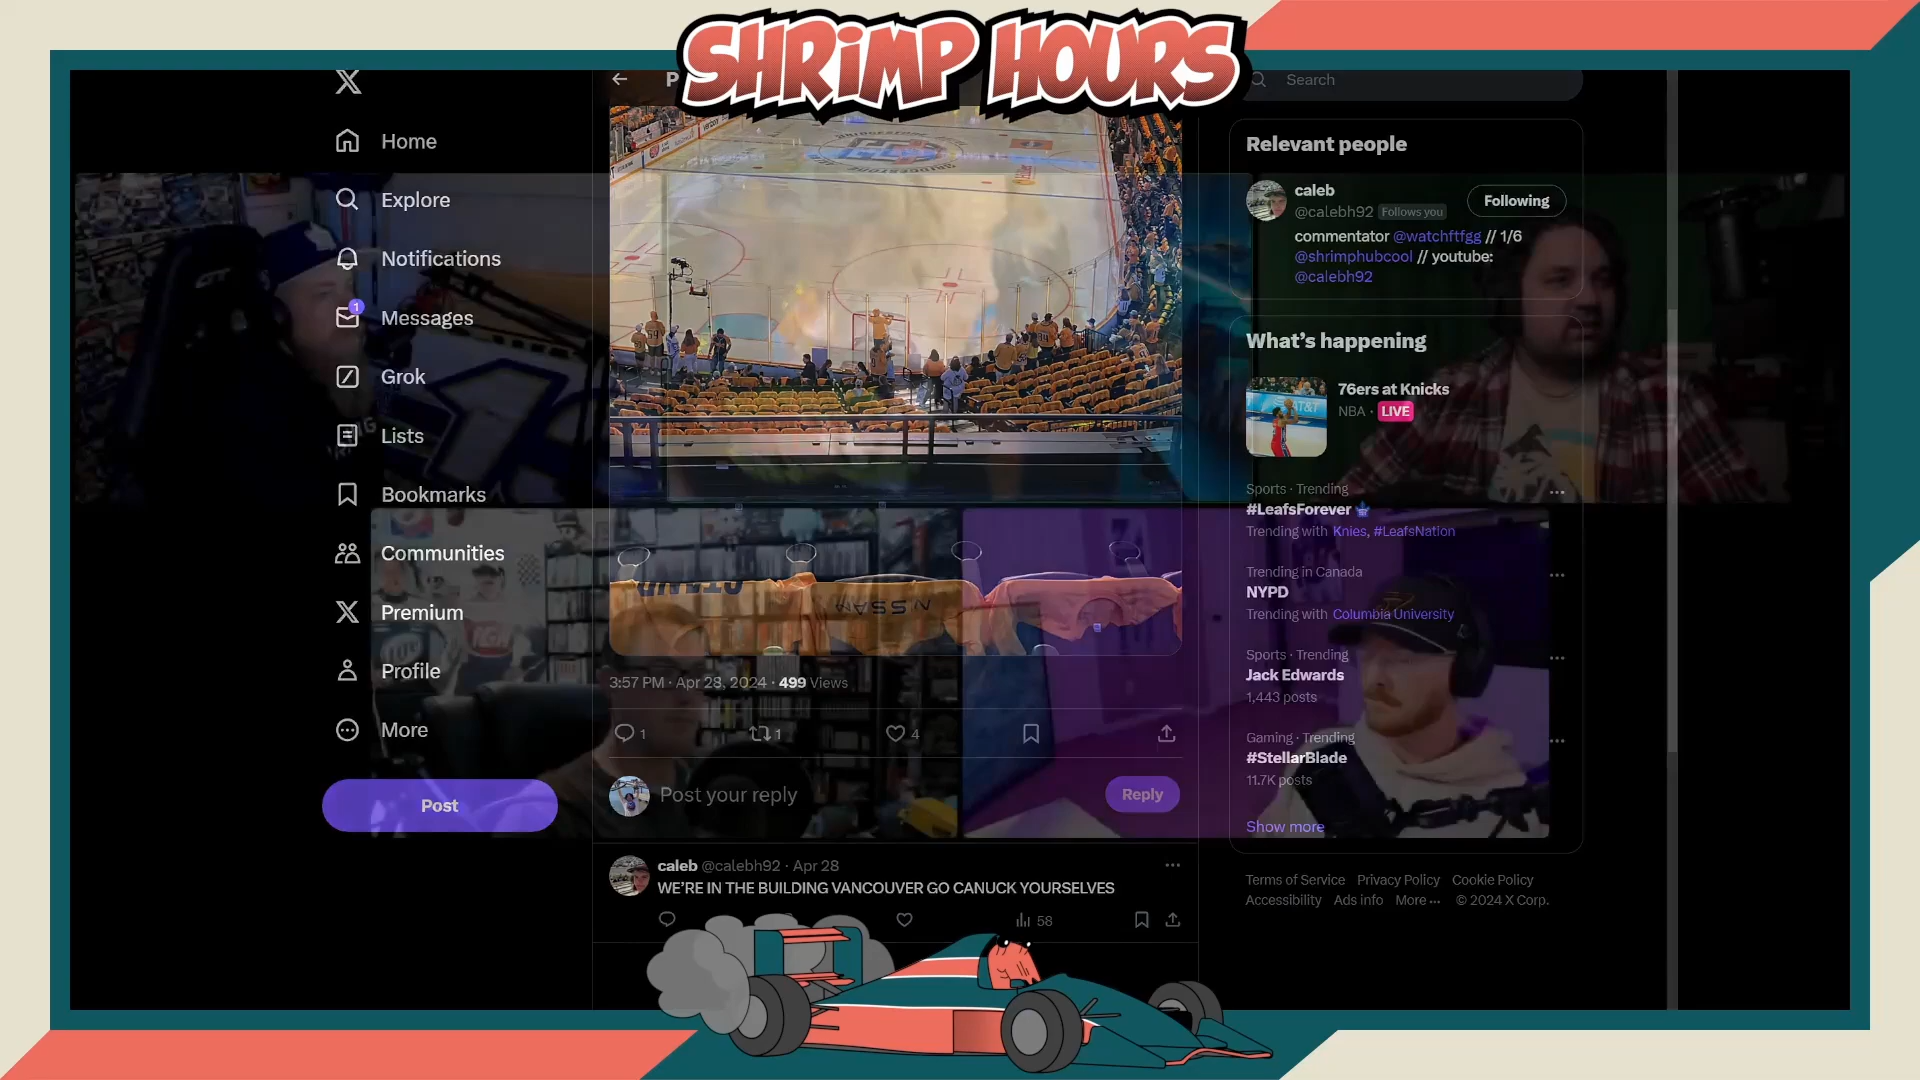 SHRIMP HOURS
X
Home
Explore
Notifications
1
Messages
Grok
Lists
Bookmarks
Communities
Premium
Profile
More
Post
P
BRIDGESTONE
NISSAN
3:57 PM · Apr 23, 2024 · 499 Views
1
1
4
Post your reply
Reply
caleb @calebh92 · Apr 28
WE'RE IN THE BUILDING VANCOUVER GO CANUCK YOURSELVES
58
Search
Relevant people
caleb
@calebh92 Follows you
Following
commentator @watchftfgg // 1/6
@shrimphubcool // youtube:
@calebh92
What's happening
76ers at Knicks
NBA · LIVE
AT&T
Sports · Trending
#LeafsForever
Trending with Knies, #LeafsNation
Trending in Canada
NYPD
Trending with Columbia University
Sports · Trending
Jack Edwards
1,443 posts
Gaming · Trending
#StellarBlade
11.7K posts
Show more
Terms of Service Privacy Policy Cookie Policy
Accessibility Ads info More ··· © 2024 X Corp.